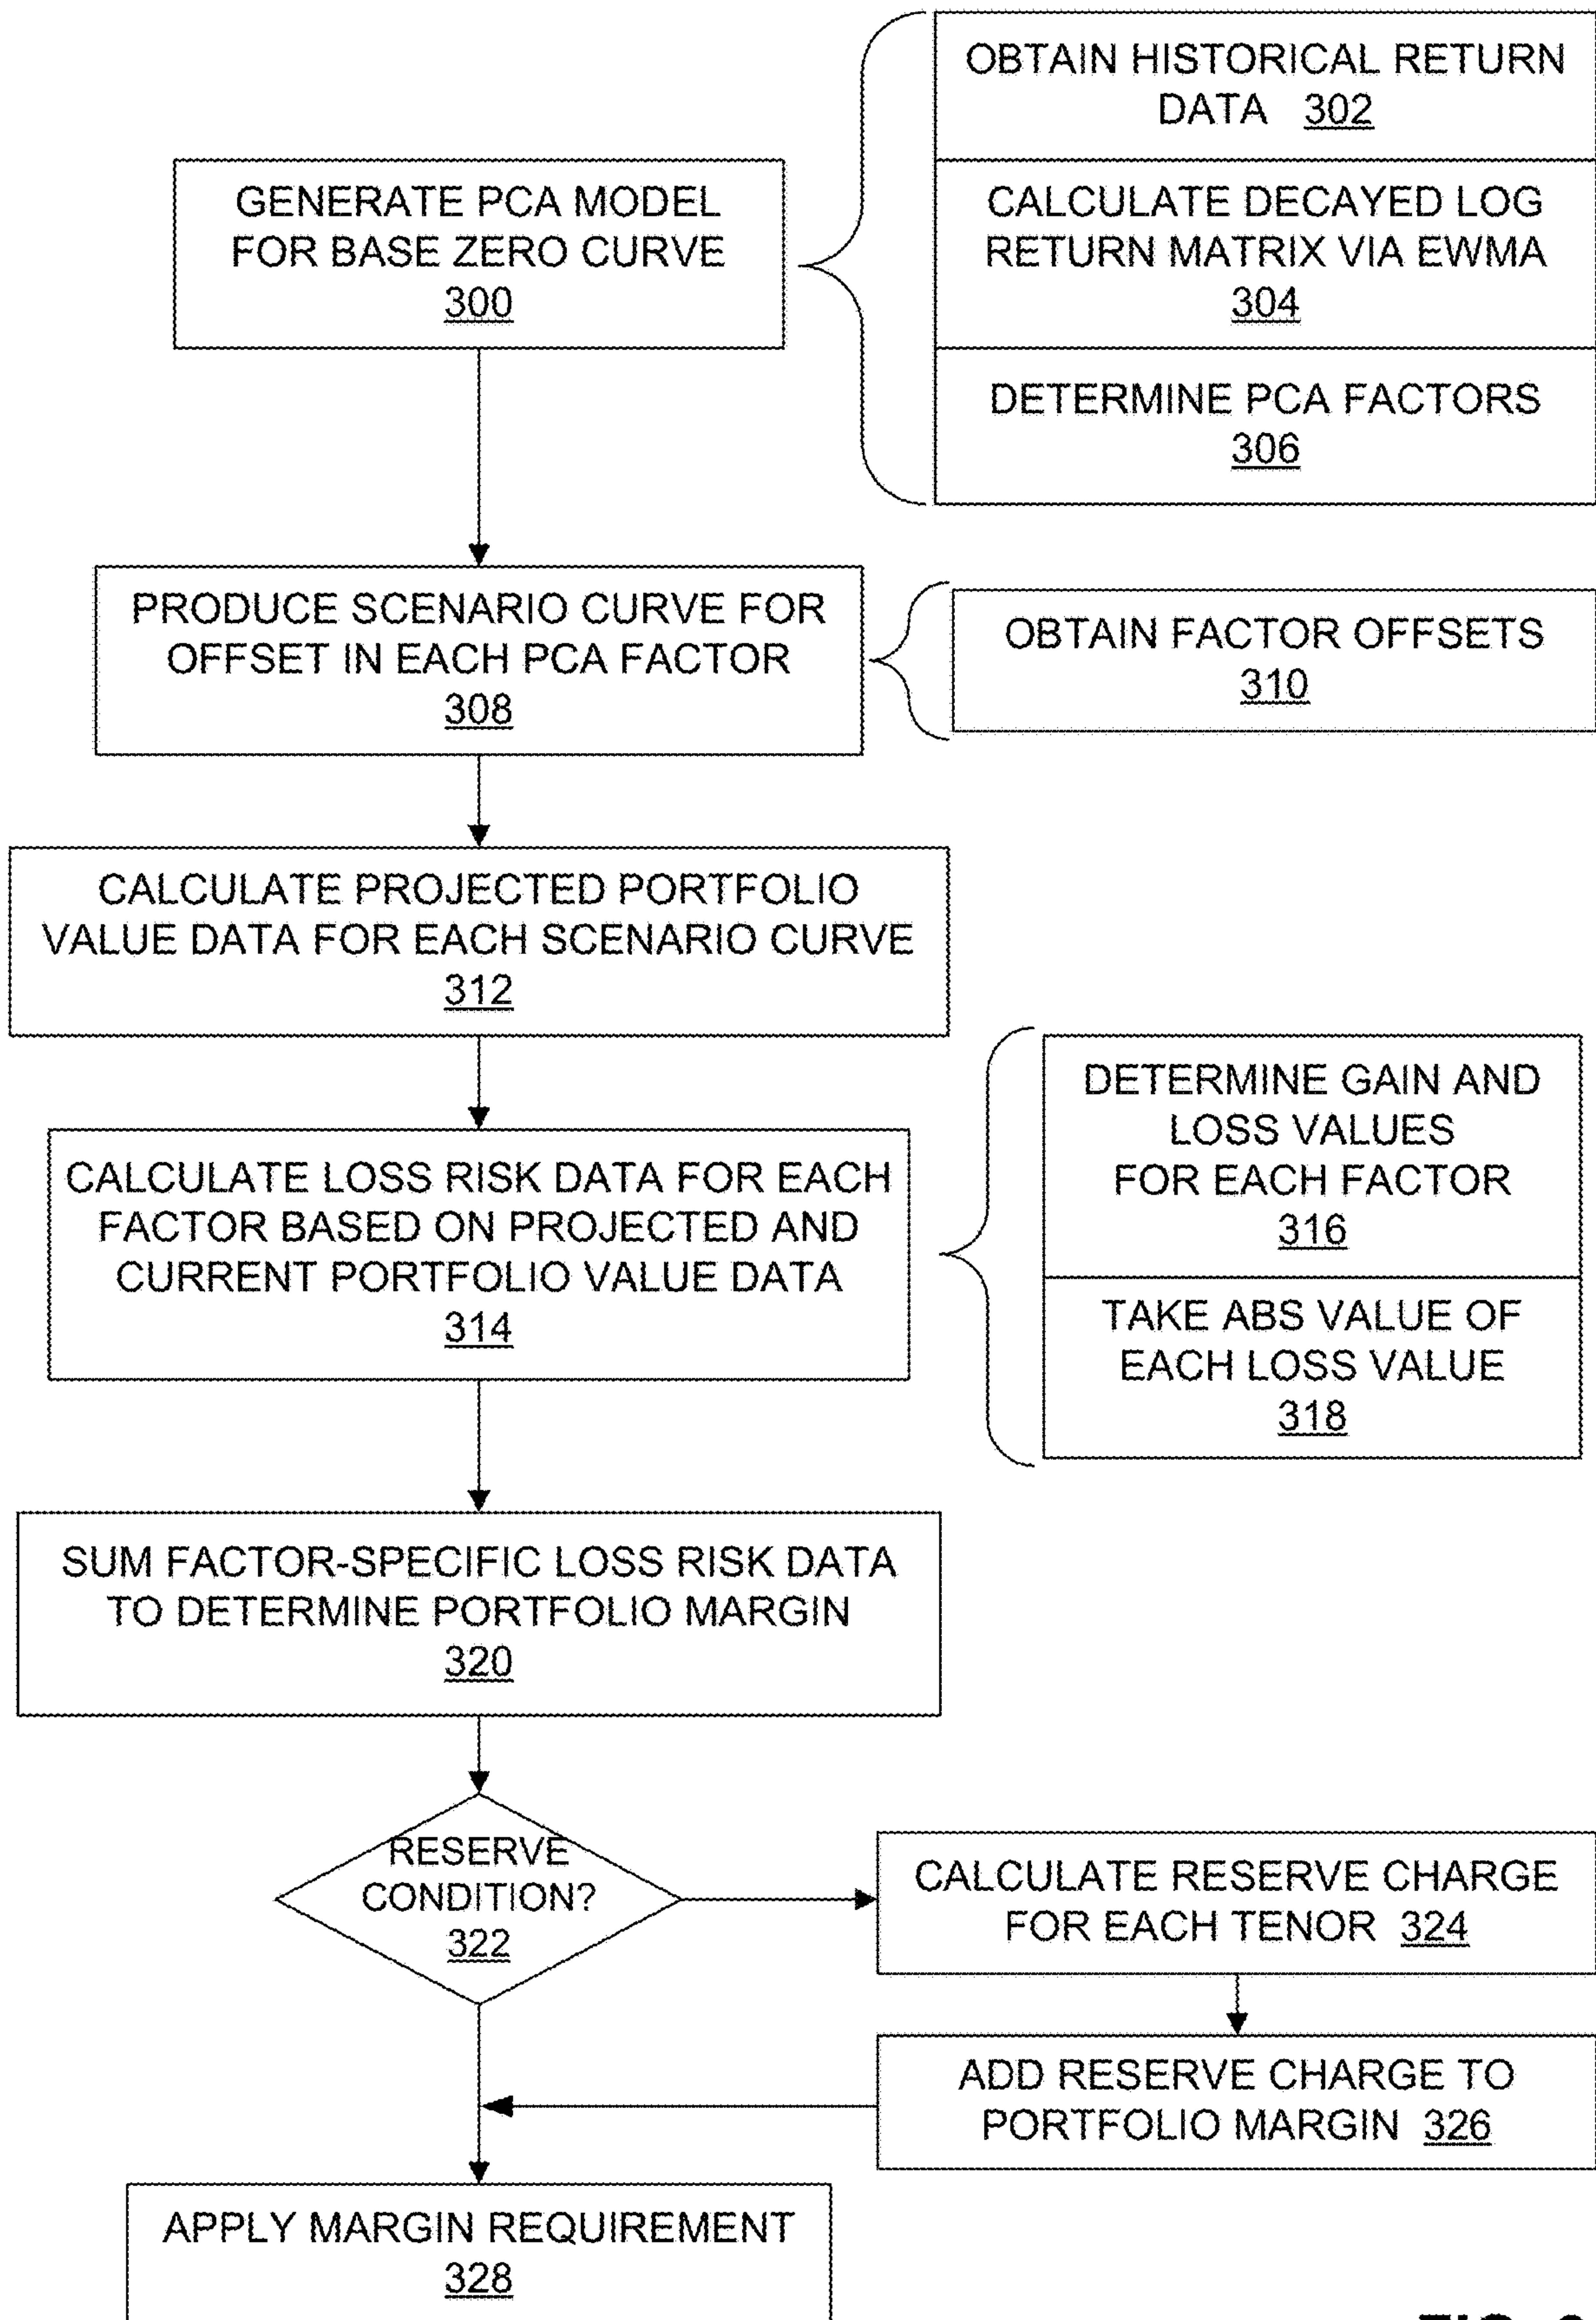 OBTAIN HISTORICAL RETURN
DATA 302
GENERATE PCA MODEL
FOR BASE ZERO CURVE
300
CALCULATE DECAYED LOG
RETURN MATRIX VIA EWMA
304
DETERMINE PCA FACTORS
306
PRODUCE SCENARIO CURVE FOR
OFFSET IN EACH PCA FACTOR
308
OBTAIN FACTOR OFFSETS
310
CALCULATE PROJECTED PORTFOLIO
VALUE DATA FOR EACH SCENARIO CURVE
312
CALCULATE LOSS RISK DATA FOR EACH
FACTOR BASED ON PROJECTED AND
CURRENT PORTFOLIO VALUE DATA
314
DETERMINE GAIN AND
LOSS VALUES
FOR EACH FACTOR
316
TAKE ABS VALUE OF
EACH LOSS VALUE
318
SUM FACTOR-SPECIFIC LOSS RISK DATA
TO DETERMINE PORTFOLIO MARGIN
320
RESERVE
CONDITION?
322
CALCULATE RESERVE CHARGE
FOR EACH TENOR 324
ADD RESERVE CHARGE TO
PORTFOLIO MARGIN 326
APPLY MARGIN REQUIREMENT
328